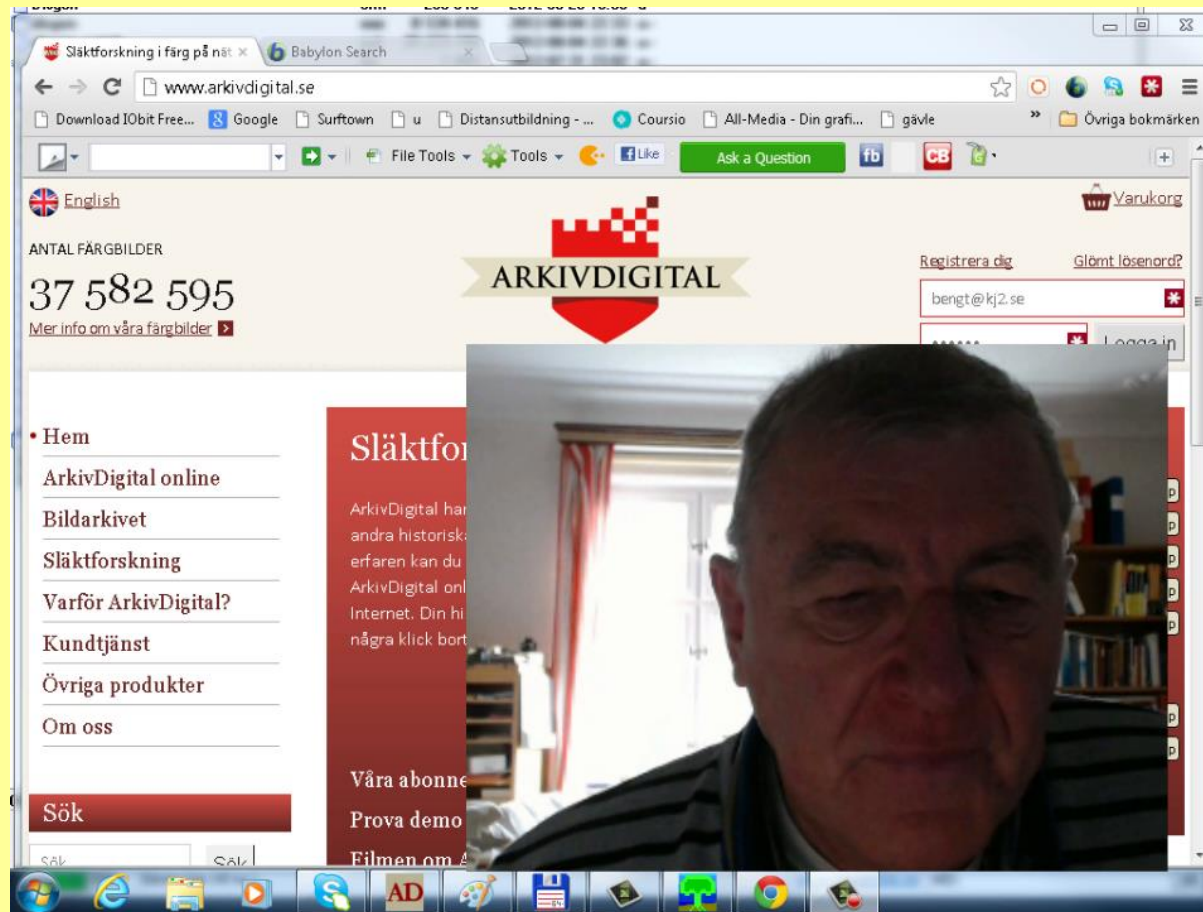 Släktforskning i färg på nät
Babylon Search
www.arkivdigital.se
Download IObit Free...
Google
Surftown
u
Distansutbildning - ...
Coursio
All-Media - Din grafi...
gävle
»
Övriga bokmärken
File Tools
Tools
Like
Ask a Question
fb
CB
English
Varukorg
ANTAL FÄRGBILDER
37 582 595
Mer info om våra färgbilder
ARKIVDIGITAL
Registrera dig
Glömt lösenord?
bengt@kj2.se
Logga in
Hem
ArkivDigital online
Bildarkivet
Släktforskning
Varför ArkivDigital?
Kundtjänst
Övriga produkter
Om oss
Sök
Sök
Sök
Släktfor
ArkivDigital har
andra historisk
erfaren kan du
ArkivDigital onl
Internet. Din hi
några klick bort
Våra abonne
Prova demo
Filmen om A
p
p
p
p
p
p
p
AD